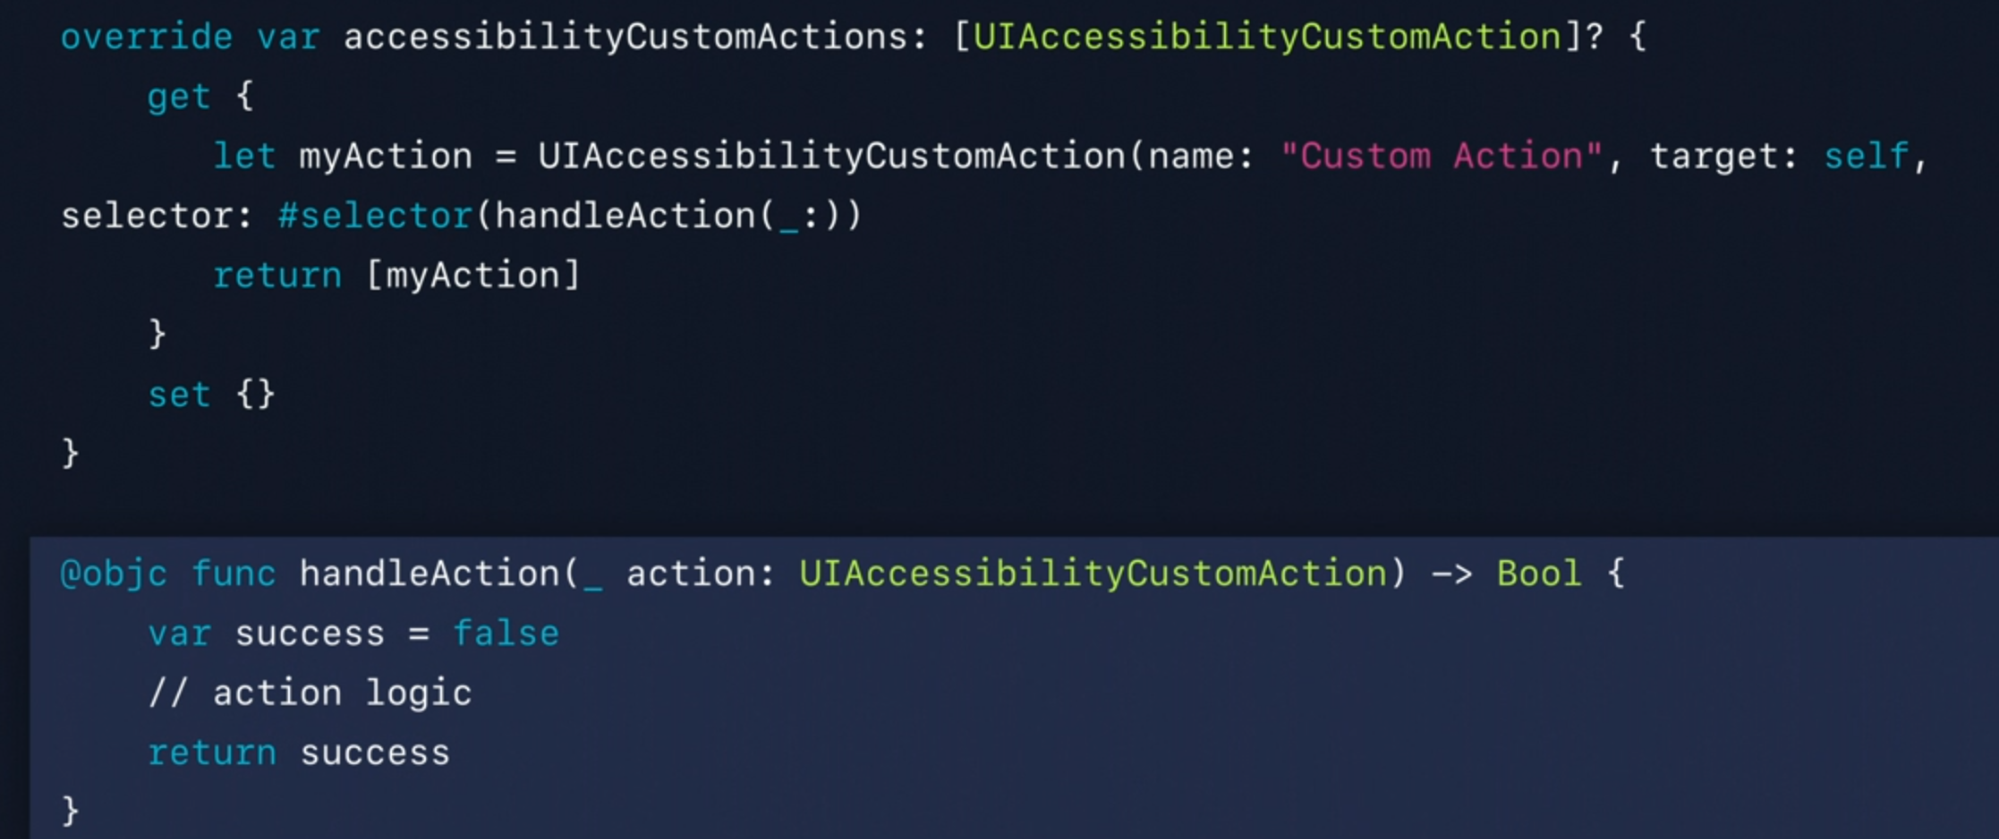 override var accessibilityCustomActions: [UIAccessibilityCustomAction]? {
    get {
       let myAction = UIAccessibilityCustomAction(name: "Custom Action", target: self,
selector: #selector(handleAction(_:))
       return [myAction]
    }
    set {}
}
@objc func handleAction(_ action: UIAccessibilityCustomAction) -> Bool {
    var success = false
    // action logic
    return success
}